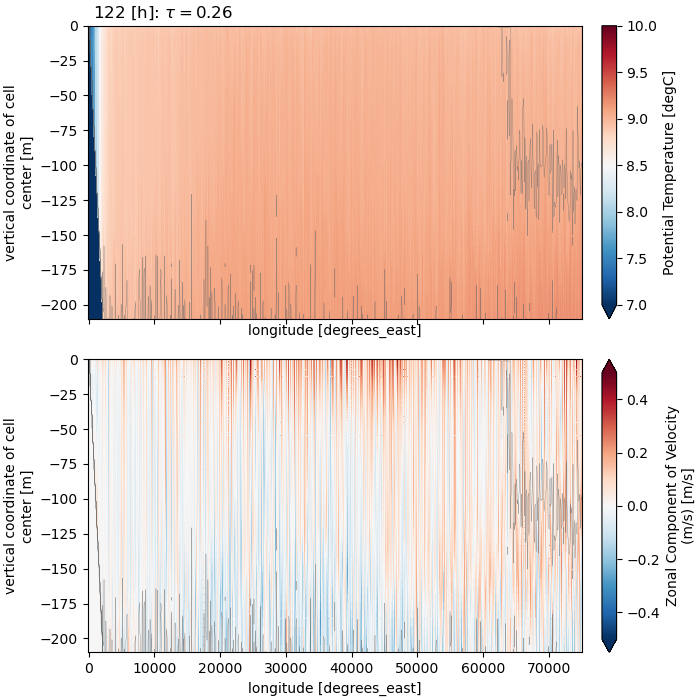 122 [h]: τ = 0.26
0
−25
−50
−75
−100
−125
−150
−175
−200
vertical coordinate of cell
center [m]
longitude [degrees_east]
10.0
9.5
9.0
8.5
8.0
7.5
7.0
Potential Temperature [degC]
0
−25
−50
−75
−100
−125
−150
−175
−200
vertical coordinate of cell
center [m]
0 10000 20000 30000 40000 50000 60000 70000
longitude [degrees_east]
0.4
0.2
0.0
−0.2
−0.4
Zonal Component of Velocity
(m/s) [m/s]